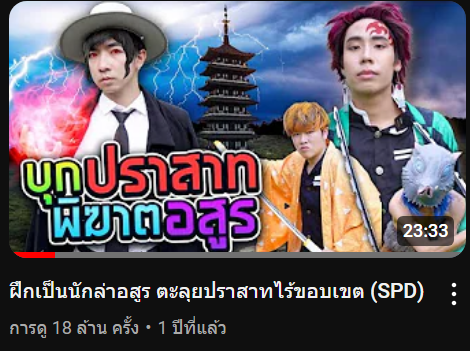 บุกปราสาท
พิฆาตอสูร
23:33
ฝึกเป็นนักล่าอสูร ตะลุยปราสาทไร้ขอบเขต (SPD)
การดู 18 ล้าน ครั้ง • 1 ปีที่แล้ว